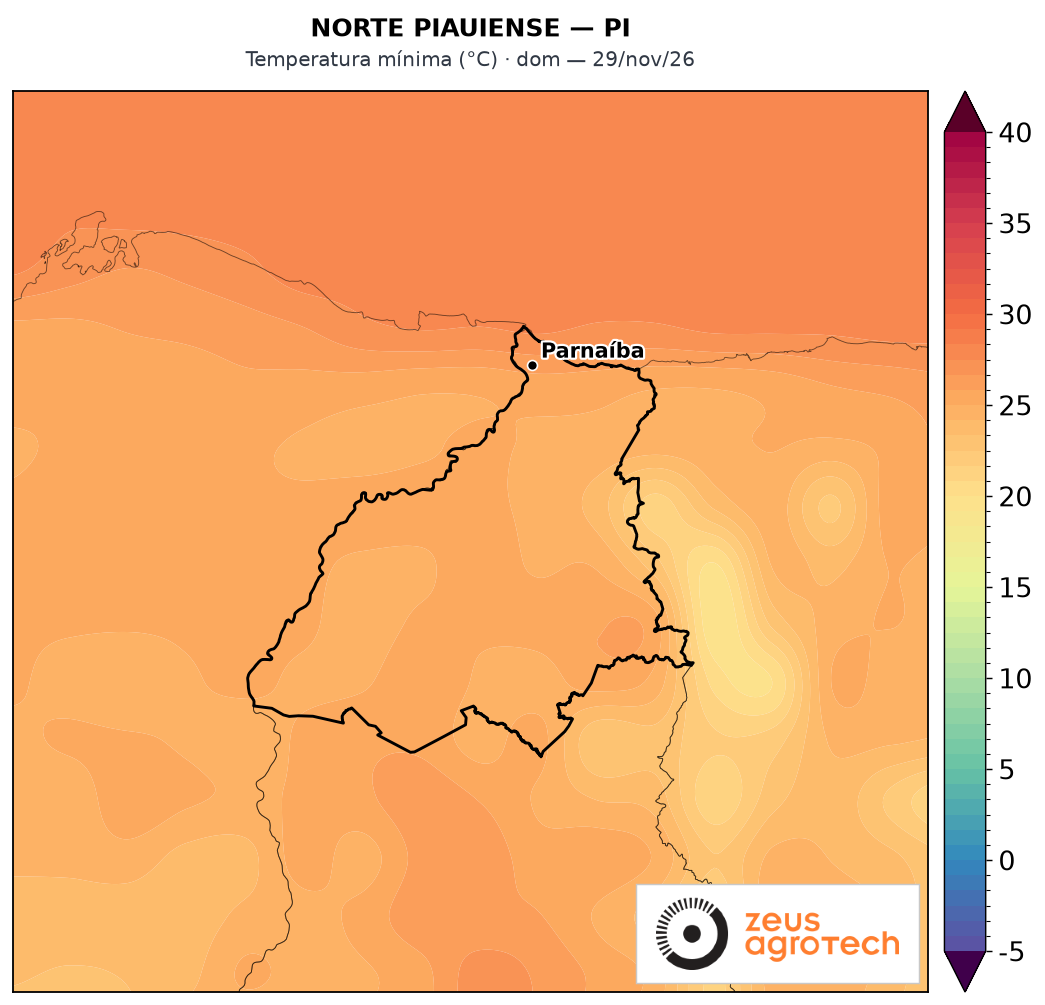 NORTE PIAUIENSE — PI
Temperatura mínima (°C) · dom — 29/nov/26
Parnaíba
40
35
30
25
20
15
10
5
0
-5
zeus
agrotech